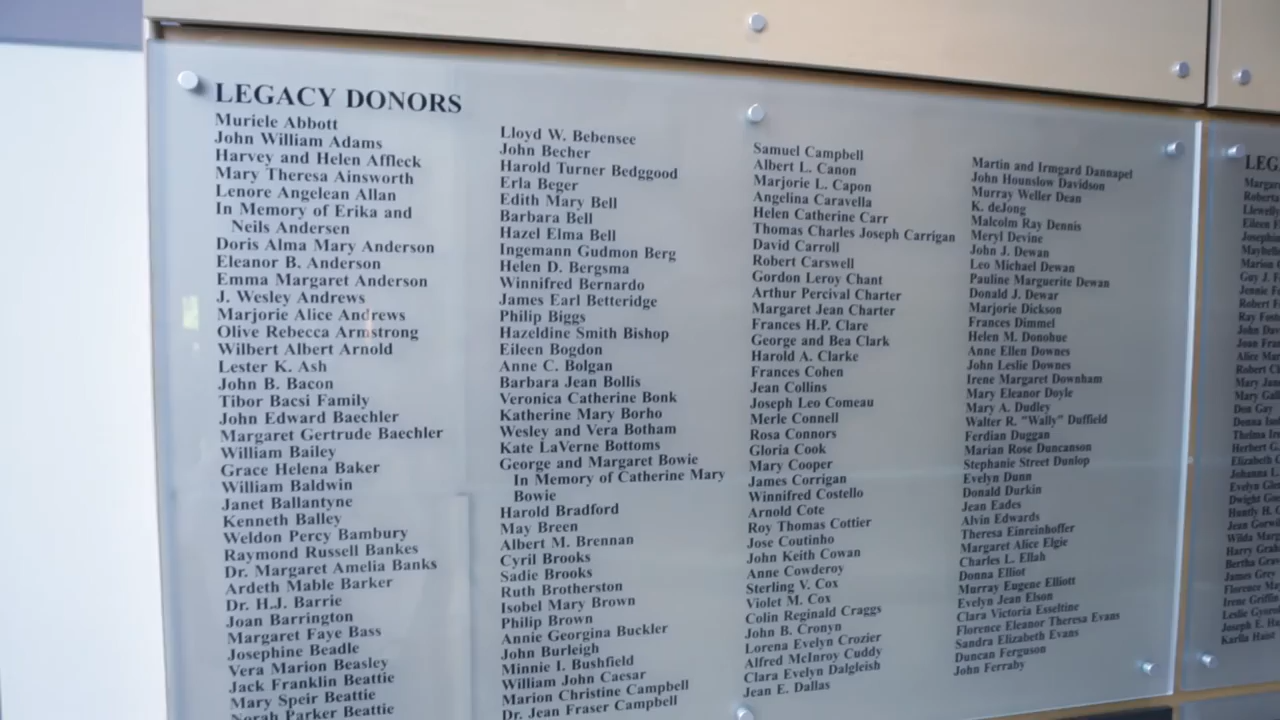 LEGACY DONORS
Muriele Abbott
John William Adams
Harvey and Helen Affleck
Mary Theresa Ainsworth
Lenore Angelean Allan
In Memory of Erika and
Neils Andersen
Doris Alma Mary Anderson
Eleanor B. Anderson
Emma Margaret Anderson
J. Wesley Andrews
Marjorie Alice Andrews
Olive Rebecca Armstrong
Wilbert Albert Arnold
Lester K. Ash
John B. Bacon
Tibor Bacsi Family
John Edward Baechler
Margaret Gertrude Baechler
William Bailey
Grace Helena Baker
William Baldwin
Janet Ballantyne
Kenneth Balley
Weldon Percy Bambury
Raymond Russell Bankes
Dr. Margaret Amelia Banks
Ardeth Mable Barker
Dr. H.J. Barrie
Joan Barrington
Margaret Faye Bass
Josephine Beadle
Vera Marion Beasley
Jack Franklin Beattie
Mary Speir Beattie
Norah Parker Beattie
Lloyd W. Bebensee
John Becher
Harold Turner Bedggood
Erla Beger
Edith Mary Bell
Barbara Bell
Hazel Elma Bell
Ingemann Gudmon Berg
Helen D. Bergsma
Winnifred Bernardo
James Earl Betteridge
Philip Biggs
Hazeldine Smith Bishop
Eileen Bogdon
Anne C. Bolgan
Barbara Jean Bollis
Veronica Catherine Bonk
Katherine Mary Borho
Wesley and Vera Botham
Kate LaVerne Bottoms
George and Margaret Bowie
In Memory of Catherine Mary
Bowie
Harold Bradford
May Breen
Albert M. Brennan
Cyril Brooks
Sadie Brooks
Ruth Brotherston
Isobel Mary Brown
Philip Brown
Annie Georgina Buckler
John Burleigh
Minnie I. Bushfield
William John Caesar
Marion Christine Campbell
Dr. Jean Fraser Campbell
Samuel Campbell
Albert L. Canon
Marjorie L. Capon
Angelina Caravella
Helen Catherine Carr
Thomas Charles Joseph Carrigan
David Carroll
Robert Carswell
Gordon Leroy Chant
Arthur Percival Charter
Margaret Jean Charter
Frances H.P. Clare
George and Bea Clark
Harold A. Clarke
Frances Cohen
Jean Collins
Joseph Leo Comeau
Merle Connell
Rosa Connors
Gloria Cook
Mary Cooper
James Corrigan
Winnifred Costello
Arnold Cote
Roy Thomas Cottier
Jose Coutinho
John Keith Cowan
Anne Cowderoy
Sterling V. Cox
Violet M. Cox
Colin Reginald Craggs
John B. Cronyn
Lorena Evelyn Crozier
Alfred McInroy Cuddy
Clara Evelyn Dalgleish
Jean E. Dallas
Martin and Irmgard Dannapel
John Hounslow Davidson
Murray Weller Dean
K. deJong
Malcolm Ray Dennis
Meryl Devine
John J. Dewan
Leo Michael Dewan
Pauline Marguerite Dewan
Donald J. Dewar
Marjorie Dickson
Frances Dimmel
Helen M. Donohue
Anne Ellen Downes
John Leslie Downes
Irene Margaret Downham
Mary Eleanor Doyle
Mary A. Dudley
Walter R. "Wally" Duffield
Ferdian Duggan
Marian Rose Duncanson
Stephanie Street Dunlop
Evelyn Dunn
Donald Durkin
Jean Eades
Alvin Edwards
Theresa Einreinhoffer
Margaret Alice Elgie
Charles L. Ellah
Donna Elliot
Murray Eugene Elliott
Evelyn Jean Elson
Clara Victoria Esseltine
Florence Eleanor Theresa Evans
Sandra Elizabeth Evans
Duncan Ferguson
John Ferraby